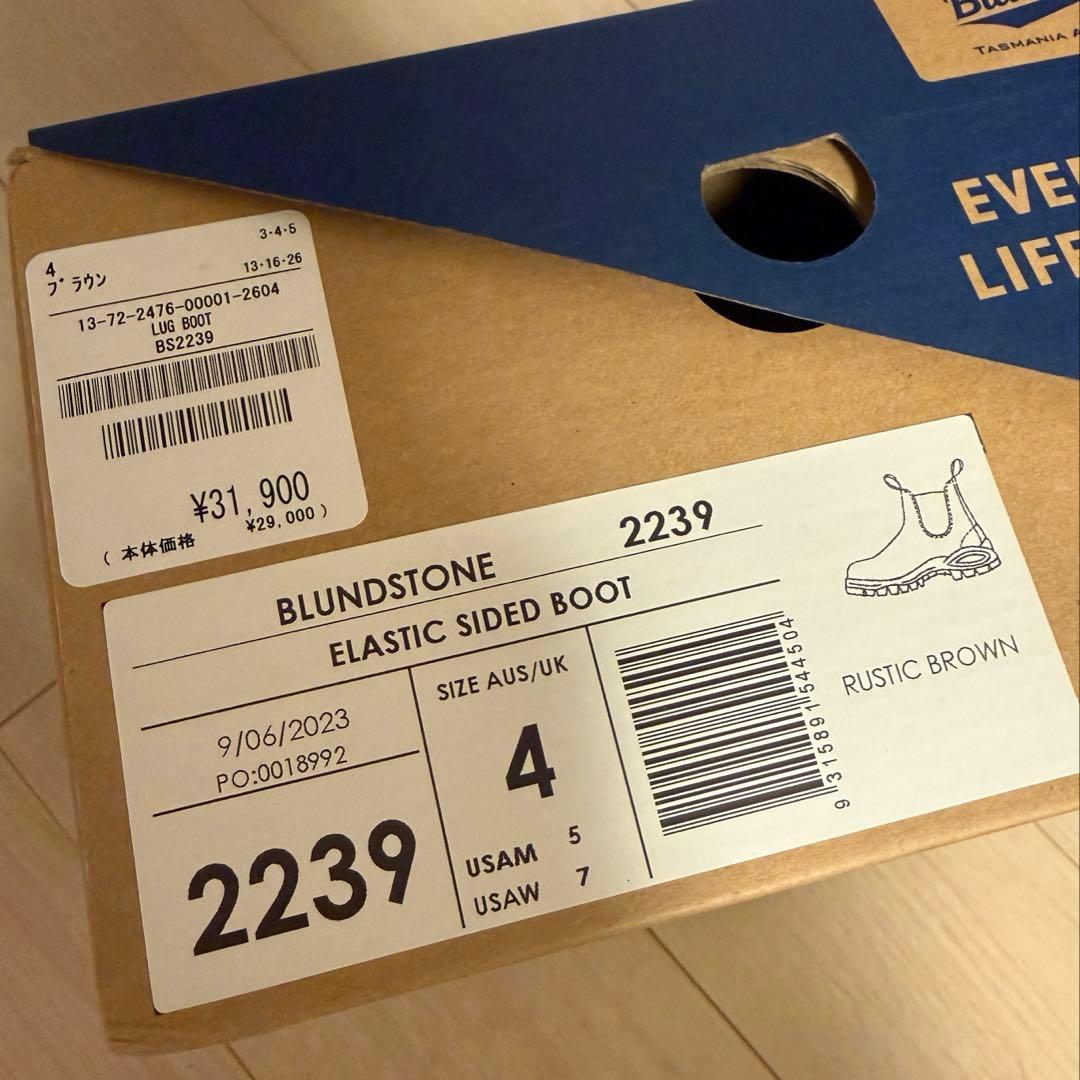 TASMANIA
3･4･5
4
ブラウン
13･16･26
13-72-2476-00001-2604
LUG BOOT
BS2239
¥31,900
(本体価格 ¥29,000)
BLUNDSTONE 2239
ELASTIC SIDED BOOT
9/06/2023
PO:0018992
2239
SIZE AUS/UK
4
USAM 5
USAW 7
9 315891 544504
RUSTIC BROWN